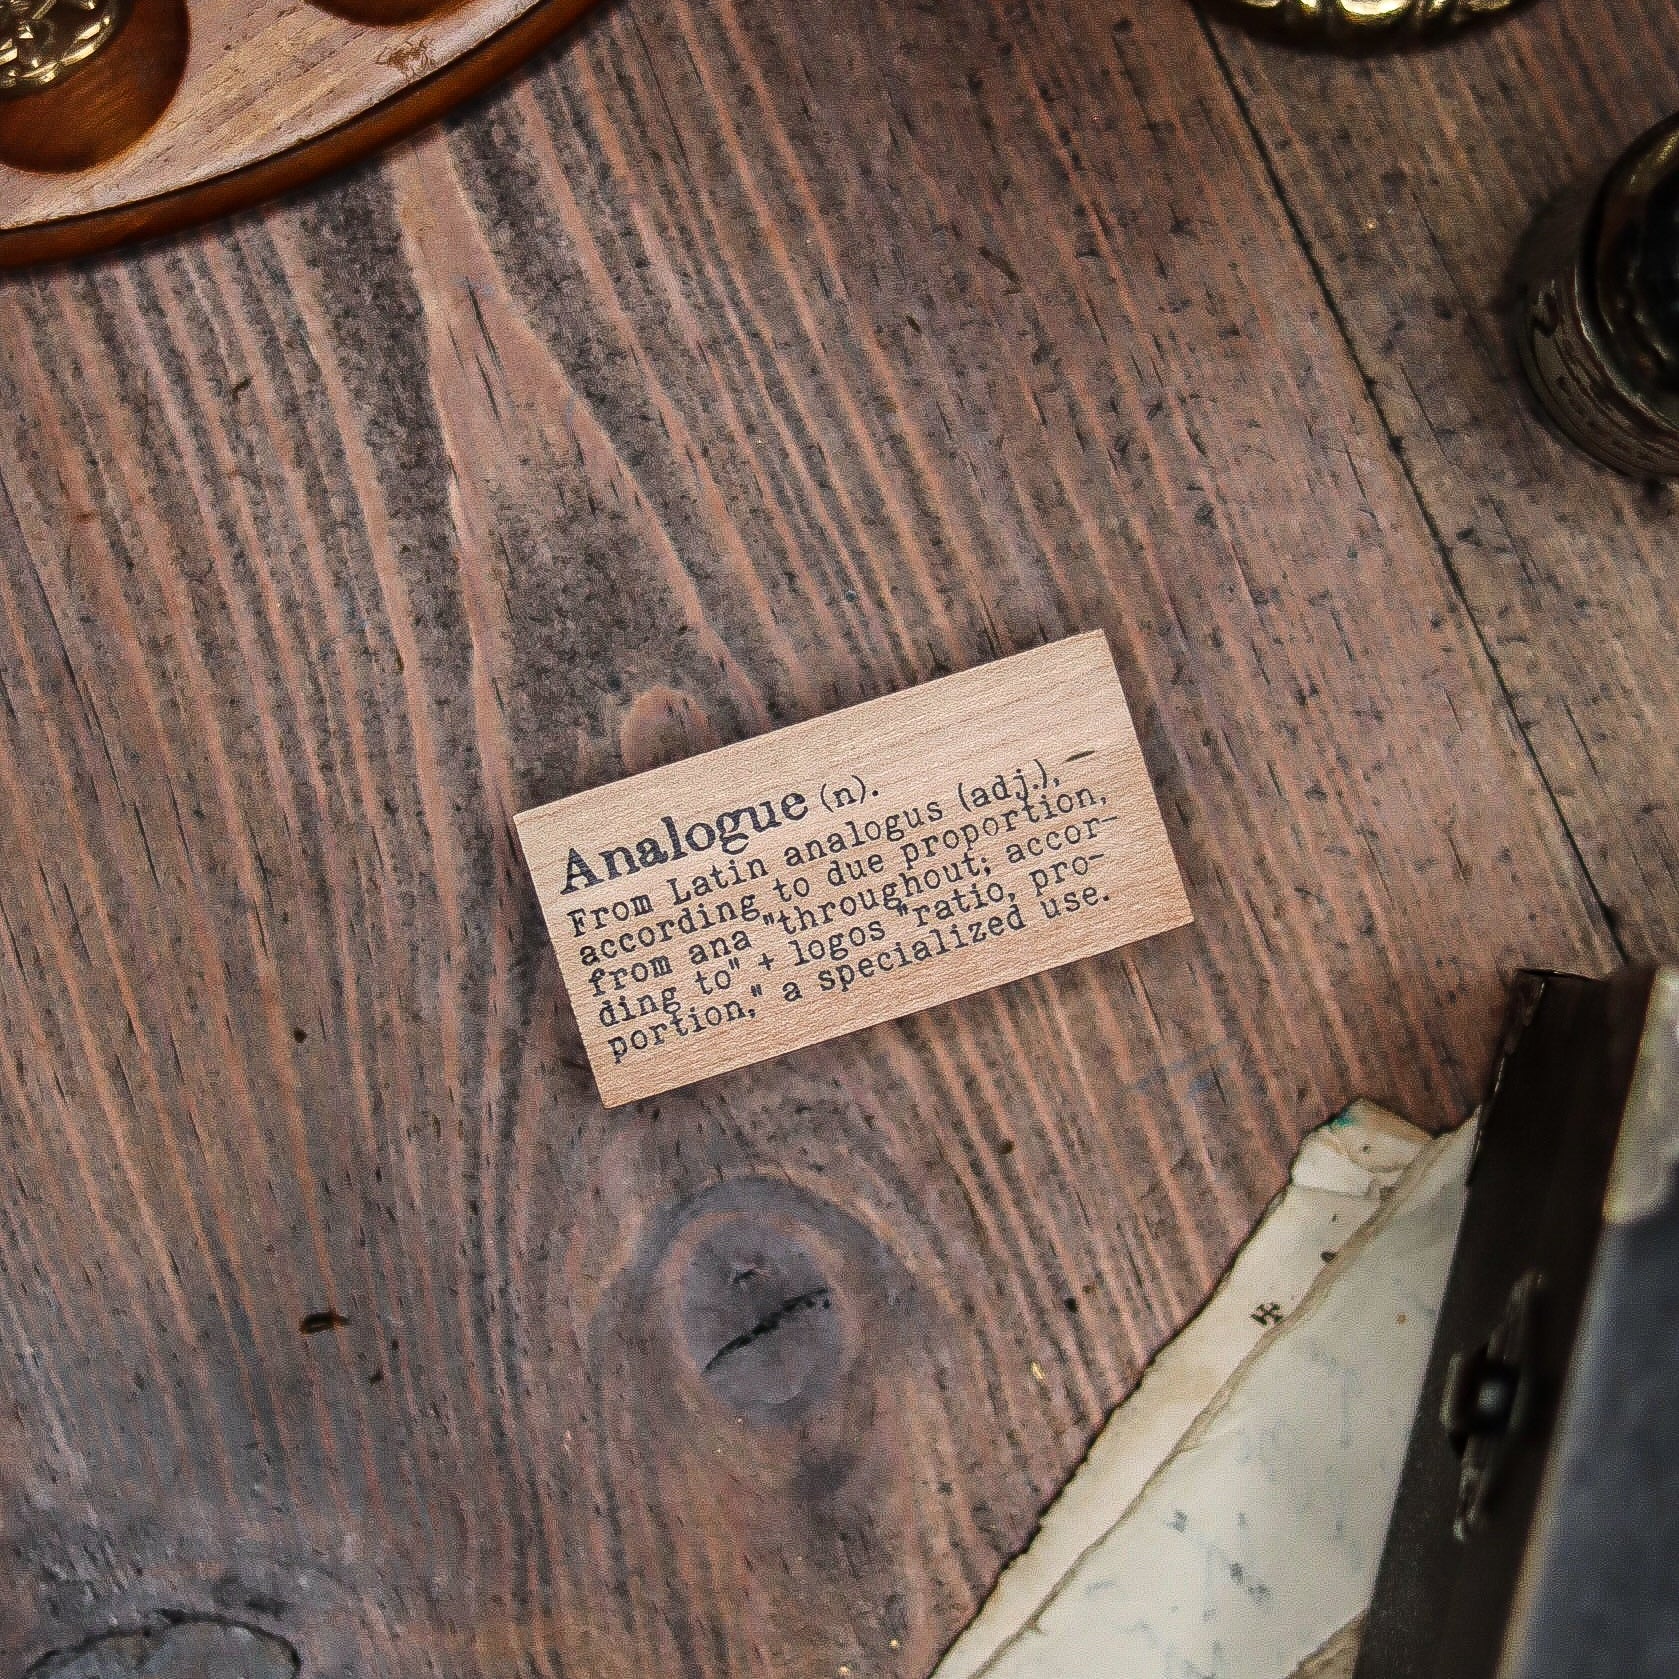 Analogue (n).
From Latin analogus (adj.), —
according to due proportion,
from ana "throughout; accor-
ding to" + logos "ratio, pro-
portion," a specialized use.